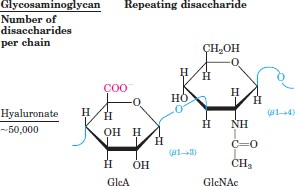 Glycosaminoglycan Repeating disaccharide
Number of
disaccharides
per chain
CH₂OH
H O
COO⁻ H O
H O HO H H
Hyaluronate H H O H NH (β1→4)
~50,000 OH H (β1→3) C=O
H OH CH₃
GlcA GlcNAc